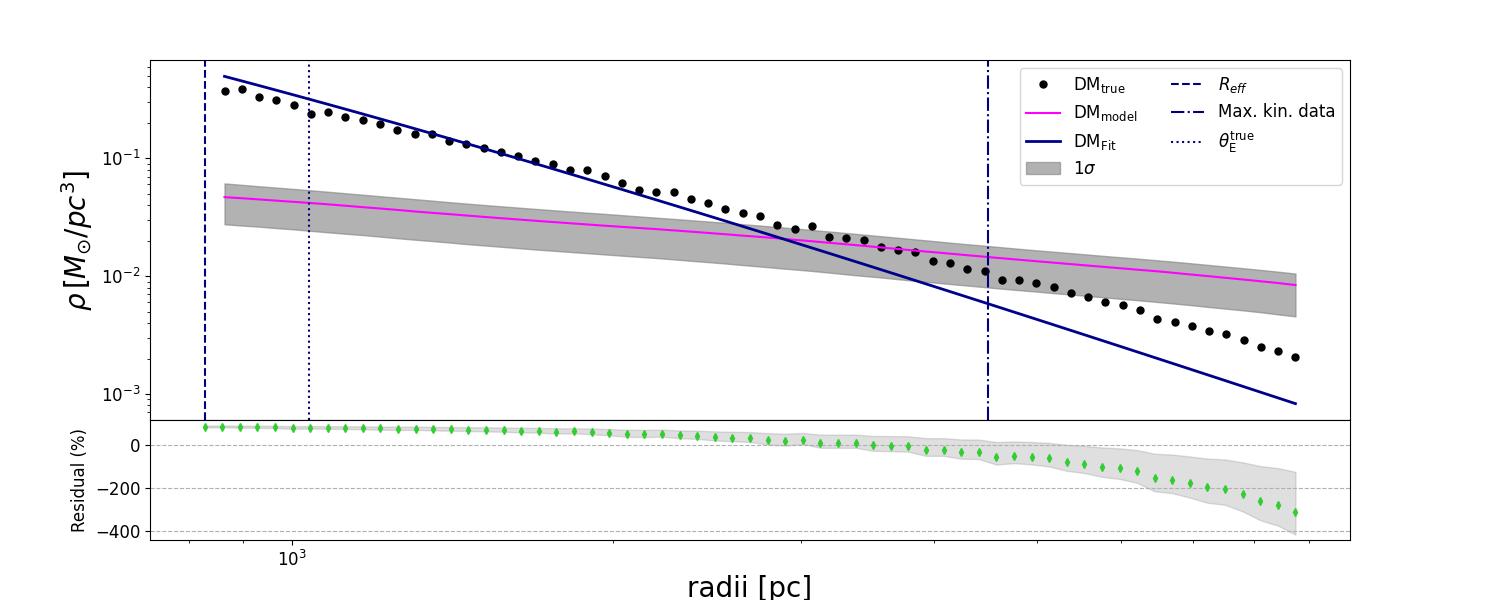 DM_true
DM_model
DM_Fit
1σ
R_eff
Max. kin. data
θ_E^true
ρ [M_⊙/pc^3]
10^−1
10^−2
10^−3
Residual (%)
0
−200
−400
10^3
radii [pc]